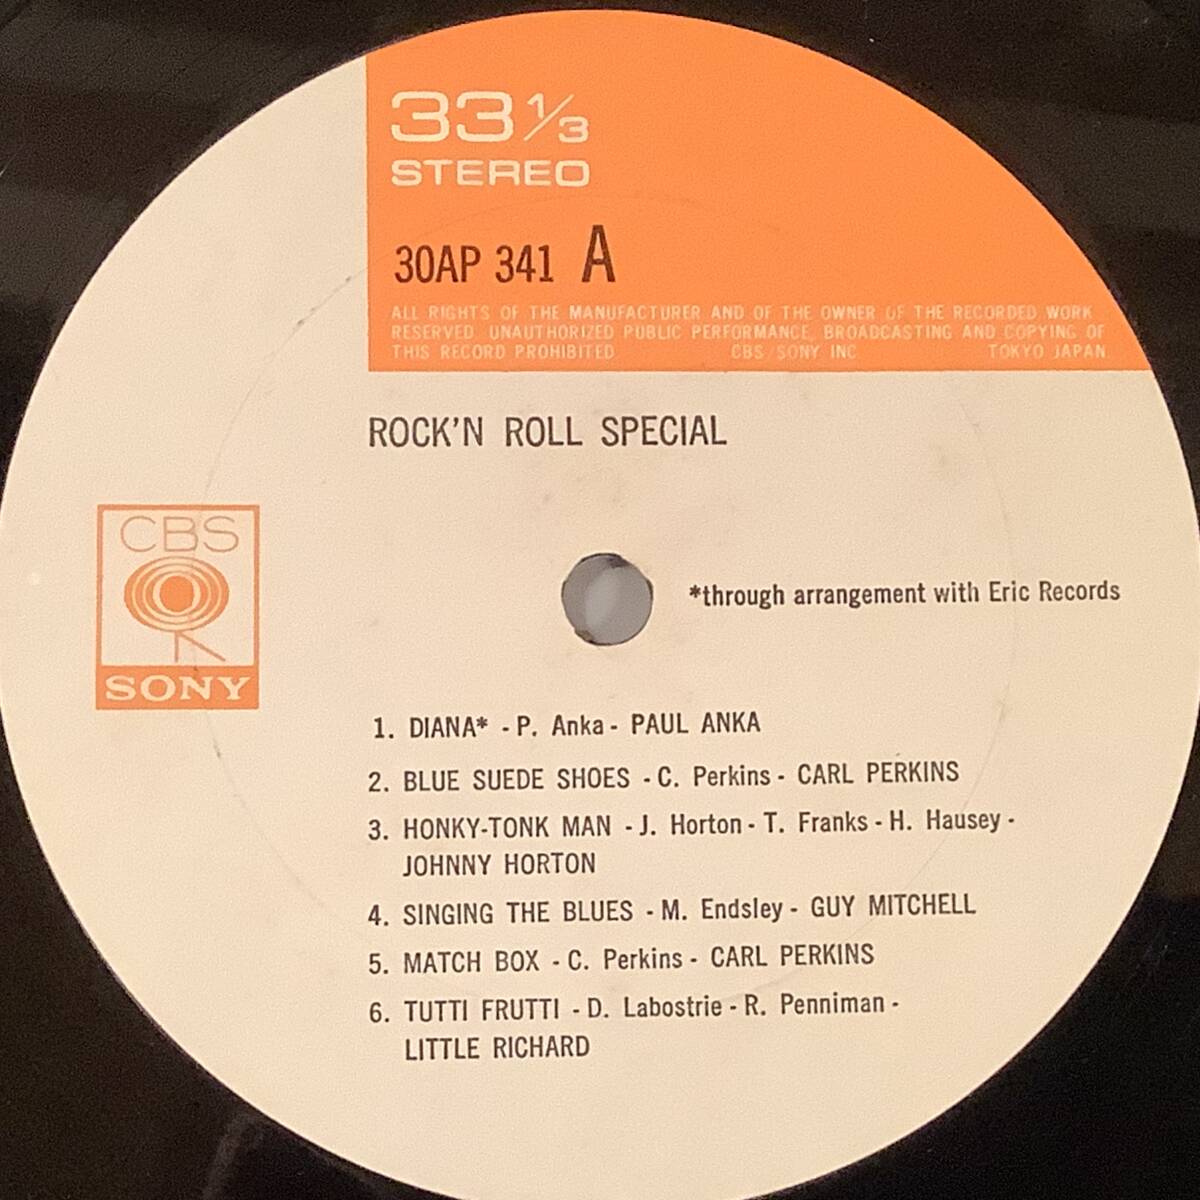 33 1/3
STEREO
30AP 341 A
ALL RIGHTS OF THE MANUFACTURER AND OF THE OWNER OF THE RECORDED WORK
RESERVED. UNAUTHORIZED PUBLIC PERFORMANCE, BROADCASTING AND COPYING OF
THIS RECORD PROHIBITED. CBS/SONY INC. TOKYO JAPAN.
ROCK'N ROLL SPECIAL
CBS
SONY
*through arrangement with Eric Records
1. DIANA* - P. Anka - PAUL ANKA
2. BLUE SUEDE SHOES - C. Perkins - CARL PERKINS
3. HONKY-TONK MAN - J. Horton - T. Franks - H. Hausey -
JOHNNY HORTON
4. SINGING THE BLUES - M. Endsley - GUY MITCHELL
5. MATCH BOX - C. Perkins - CARL PERKINS
6. TUTTI FRUTTI - D. Labostrie - R. Penniman -
LITTLE RICHARD